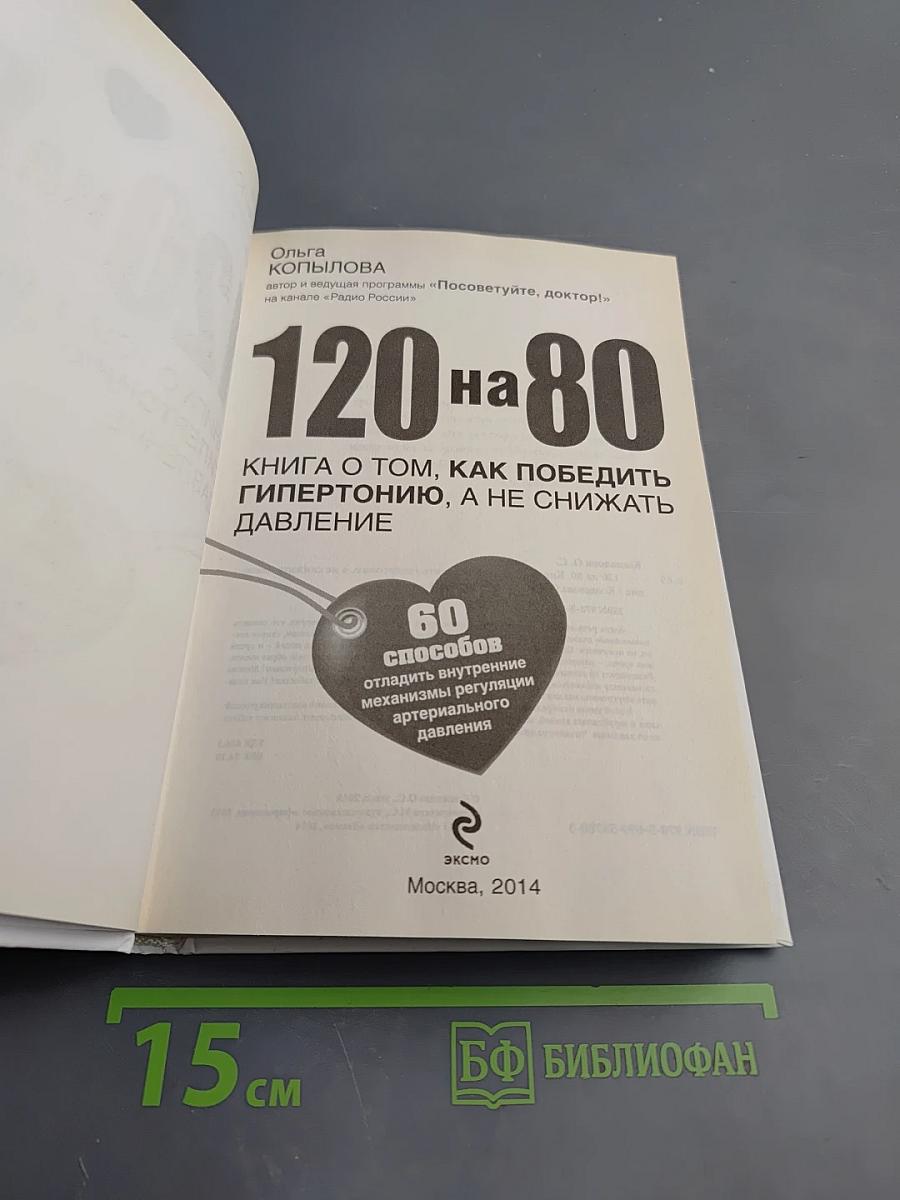 Ольга
КОПЫЛОВА
автор и ведущая программы «Посоветуйте, доктор!»
на канале «Радио России»
120 на 80
КНИГА О ТОМ, КАК ПОБЕДИТЬ
ГИПЕРТОНИЮ, А НЕ СНИЖАТЬ
ДАВЛЕНИЕ
60
способов
отладить внутренние
механизмы регуляции
артериального
давления
ЭКСМО
Москва, 2014
15 см
БФ БИБЛИОФАН